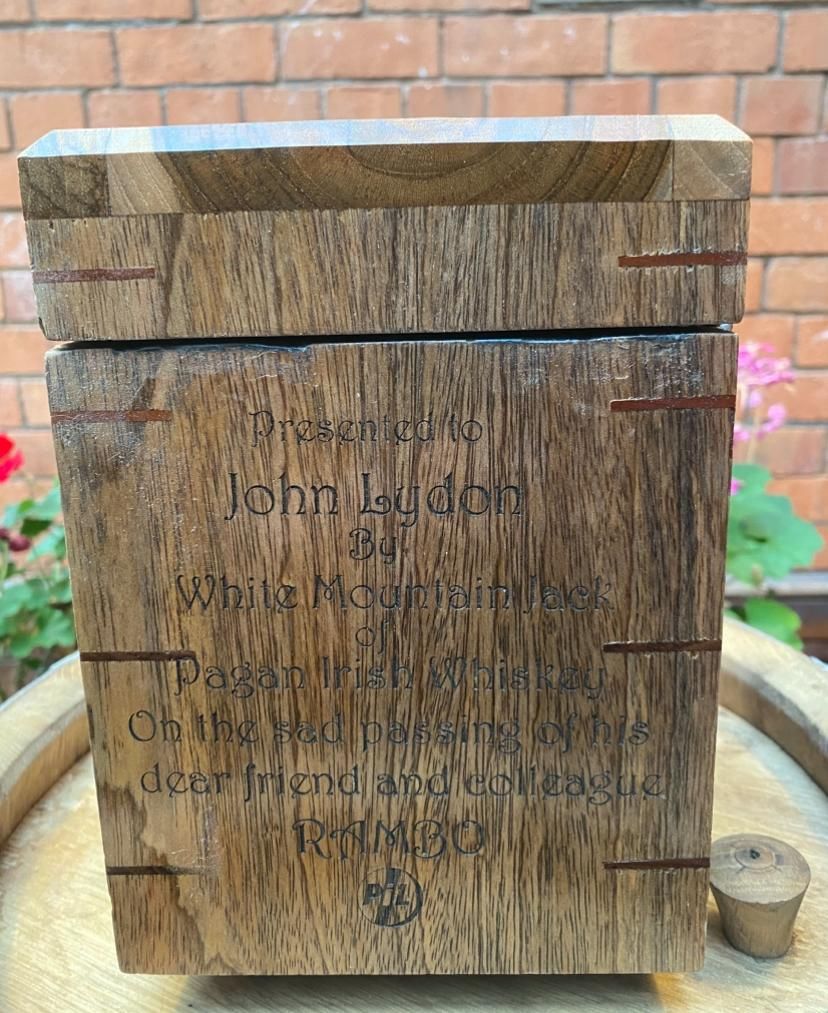 Presented to
John Lydon
By
White Mountain Jack
of
Pagan Irish Whiskey
On the sad passing of his
dear friend and colleague
RAMBO
PiL